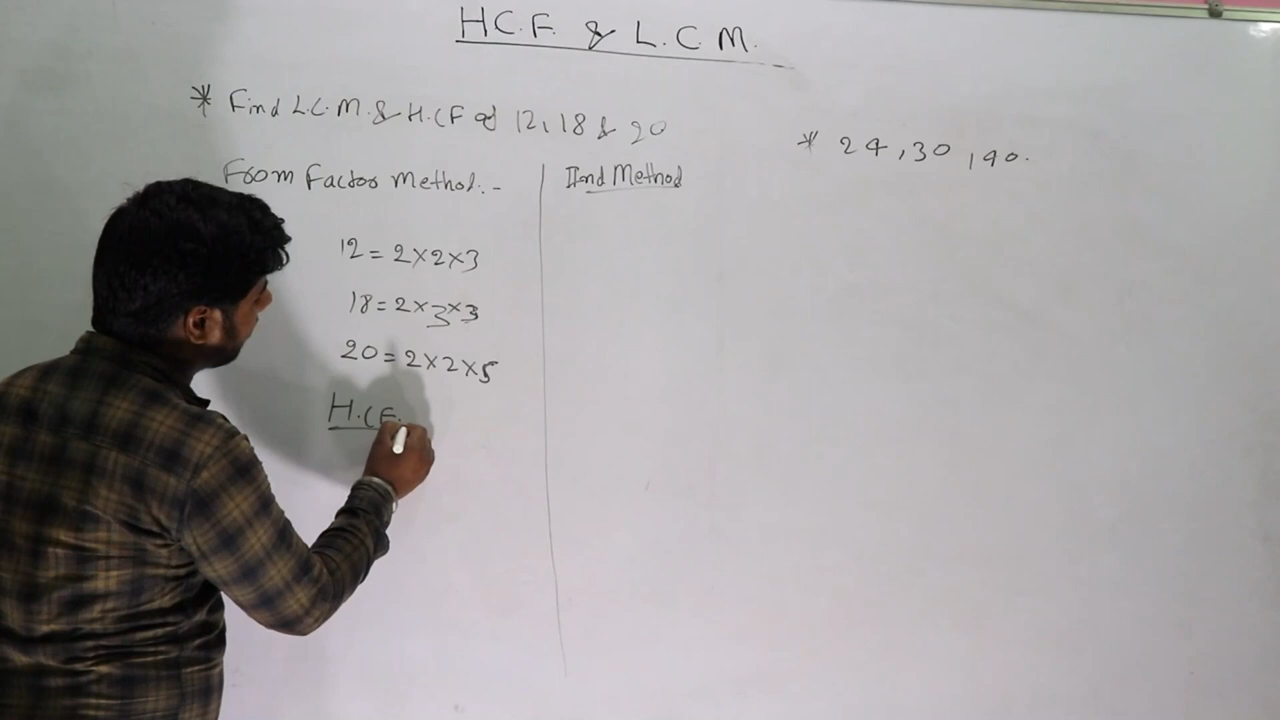 H.C.F. & L.C.M.
* Find L.C.M. & H.C.F of 12, 18 & 20
From Factor Method:-
12 = 2×2×3
18 = 2×3×3
20 = 2×2×5
H.C.F.
IInd Method
* 24, 30, 40.